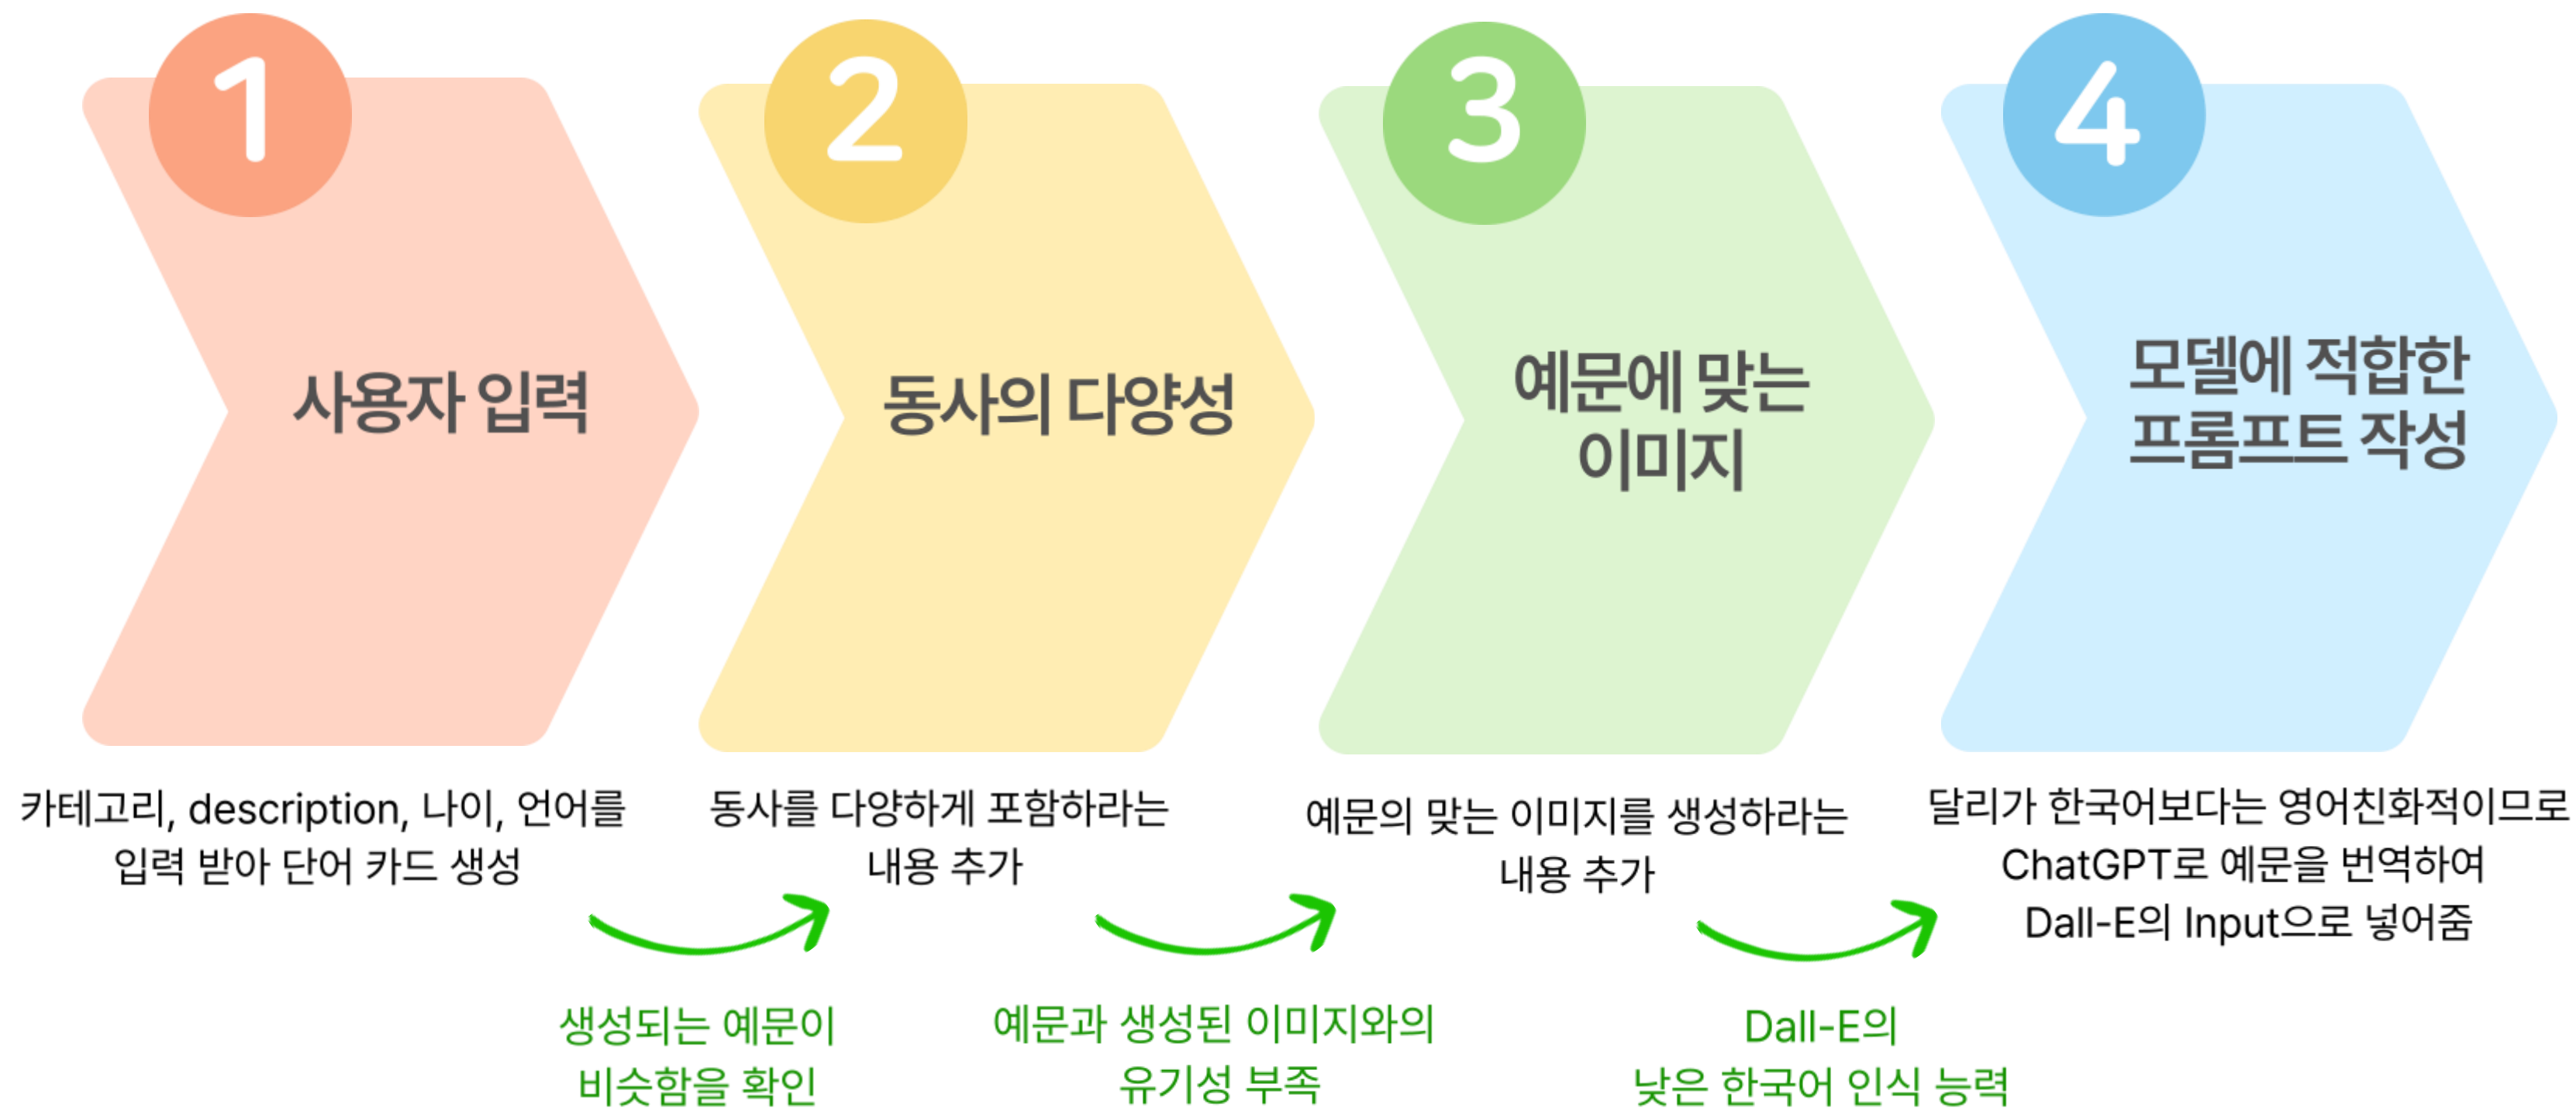 1
사용자 입력
카테고리, description, 나이, 언어를
입력 받아 단어 카드 생성
생성되는 예문이
비슷함을 확인
2
동사의 다양성
동사를 다양하게 포함하라는
내용 추가
예문과 생성된 이미지와의
유기성 부족
3
예문에 맞는
이미지
예문의 맞는 이미지를 생성하라는
내용 추가
Dall-E의
낮은 한국어 인식 능력
4
모델에 적합한
프롬프트 작성
달리가 한국어보다는 영어친화적이므로
ChatGPT로 예문을 번역하여
Dall-E의 Input으로 넣어줌